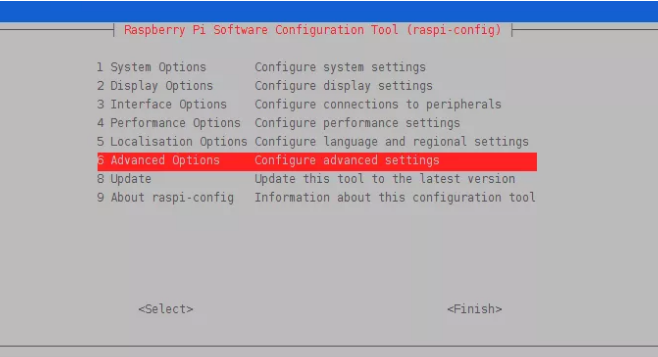 Raspberry Pi Software Configuration Tool (raspi-config)
1 System Options Configure system settings
2 Display Options Configure display settings
3 Interface Options Configure connections to peripherals
4 Performance Options Configure performance settings
5 Localisation Options Configure language and regional settings
6 Advanced Options Configure advanced settings
8 Update Update this tool to the latest version
9 About raspi-config Information about this configuration tool
<Select> <Finish>